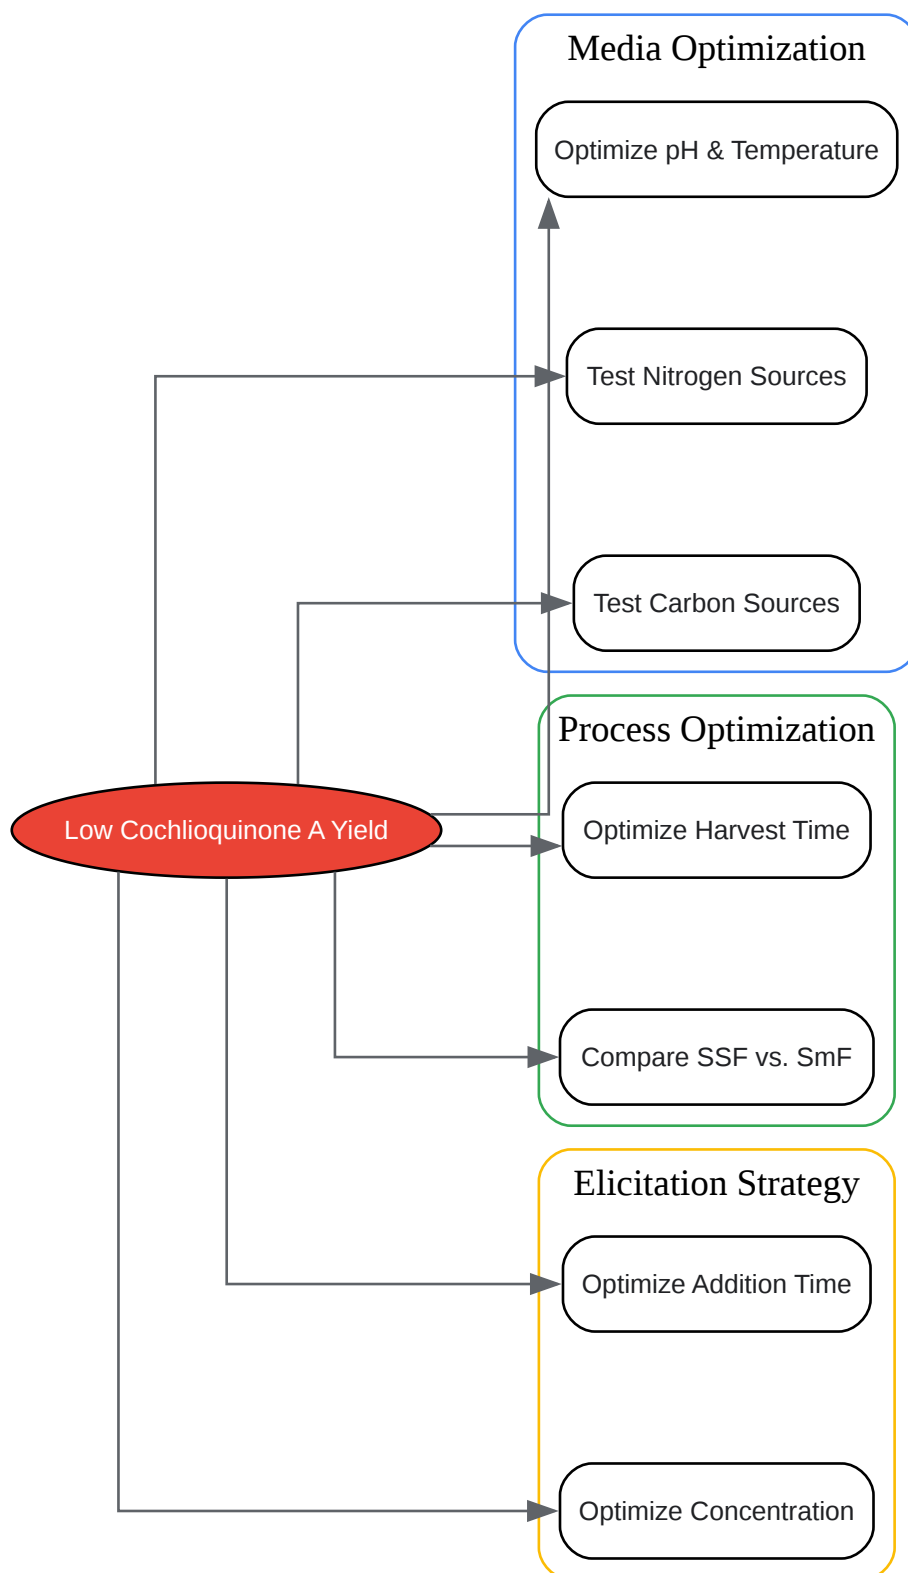 Media Optimization
Optimize pH & Temperature
Test Nitrogen Sources
Test Carbon Sources
Process Optimization
Low Cochlioquinone A Yield
Optimize Harvest Time
Compare SSF vs. SmF
Elicitation Strategy
Optimize Addition Time
Optimize Concentration